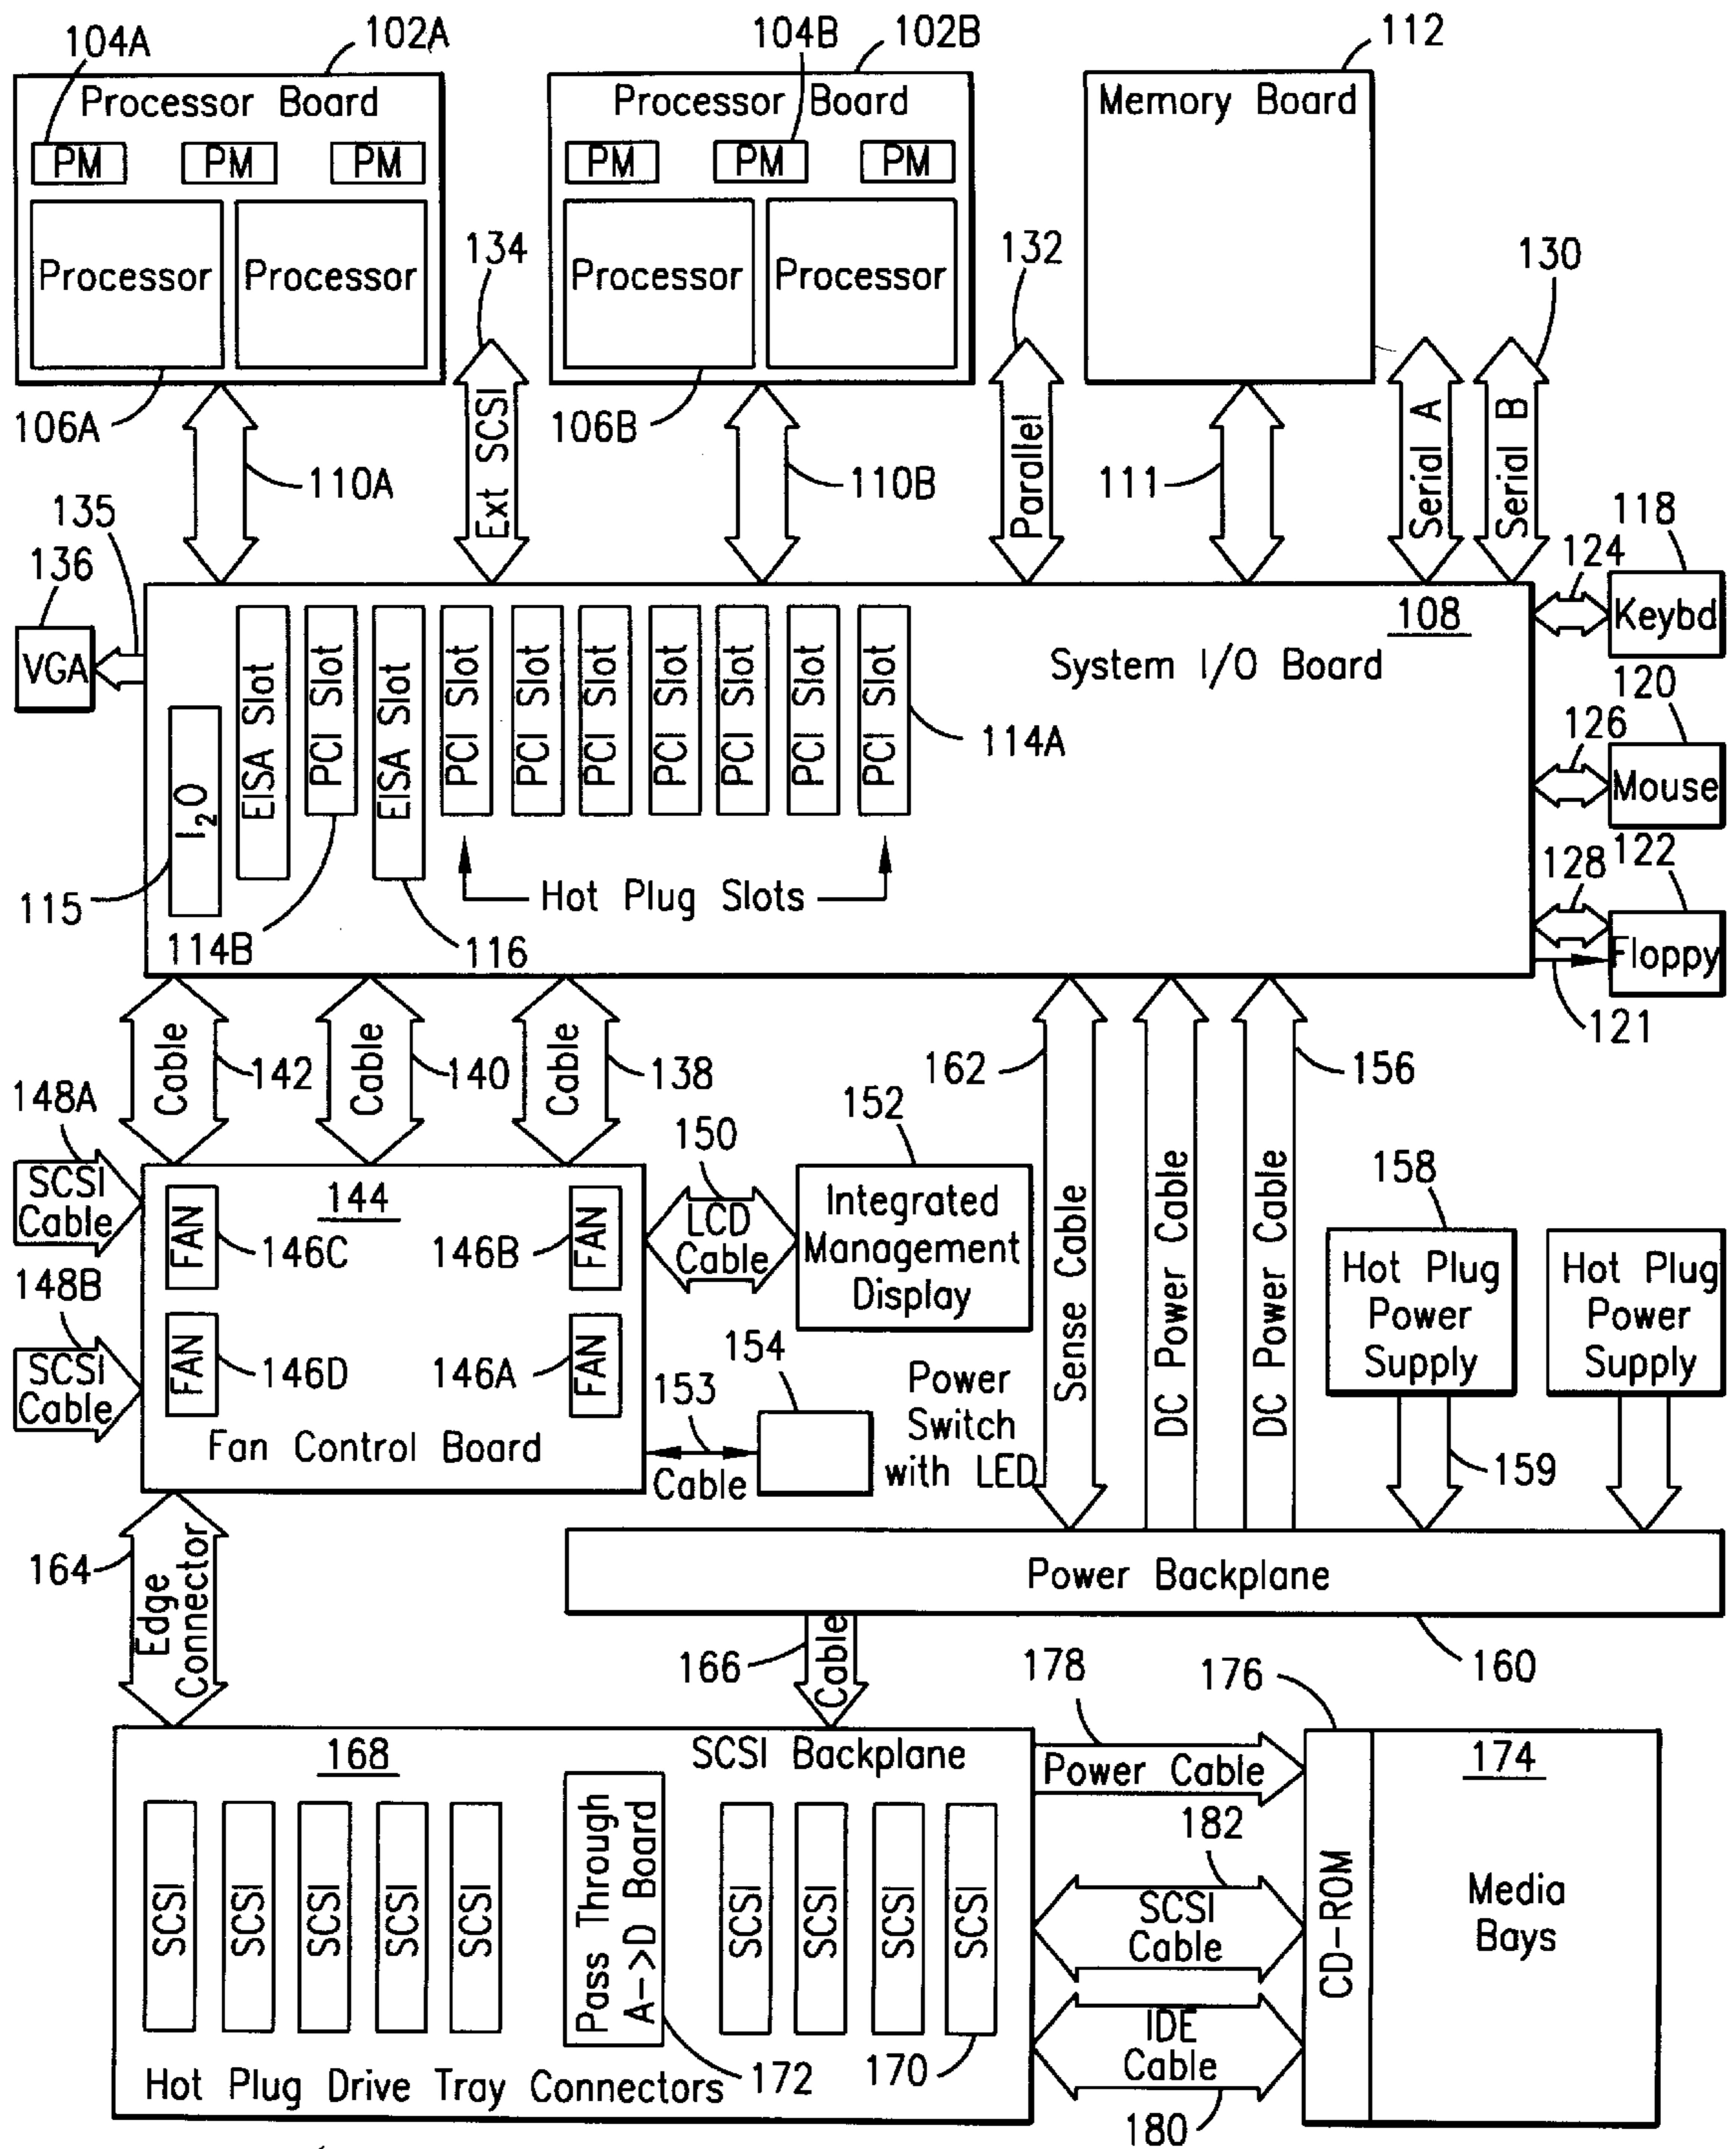 104A
102A
104B
102B
112
Processor Board
PM
PM
PM
Processor
Processor
Processor Board
PM
PM
PM
Processor
Processor
Memory Board
134
132
130
106A
110A
Ext SCSI
106B
110B
Parallel
111
Serial A
Serial B
135
136
VGA
108
System I/O Board
I2O
EISA Slot
PCI Slot
EISA Slot
PCI Slot
PCI Slot
PCI Slot
PCI Slot
PCI Slot
PCI Slot
PCI Slot
114A
Hot Plug Slots
115
114B
116
124
118
Keybd
126
120
Mouse
128
122
Floppy
121
Cable
142
Cable
140
Cable
138
162
156
148A
SCSI
Cable
148B
SCSI
Cable
144
FAN
146C
146B
FAN
FAN
146D
146A
FAN
Fan Control Board
150
LCD
Cable
152
Integrated
Management
Display
153
Cable
154
Power
Switch
with LED
Sense Cable
DC Power Cable
DC Power Cable
158
Hot Plug
Power
Supply
Hot Plug
Power
Supply
159
164
Edge
Connector
Power Backplane
166
Cable
160
178
176
168
SCSI Backplane
SCSI
SCSI
SCSI
SCSI
SCSI
Pass Through
A->D Board
SCSI
SCSI
SCSI
SCSI
Hot Plug Drive Tray Connectors
172
170
Power Cable
182
SCSI
Cable
IDE
Cable
180
CD-ROM
174
Media
Bays